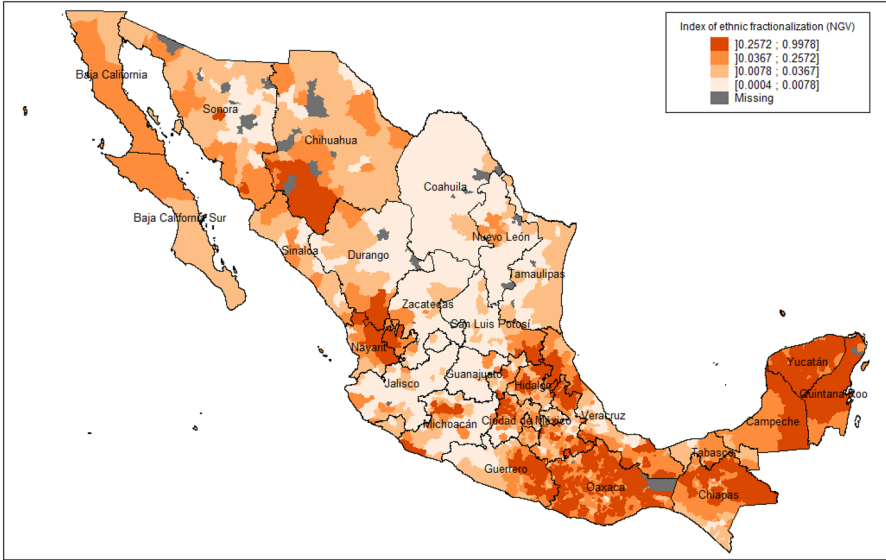 Index of ethnic fractionalization (NGV)
]0.2572 ; 0.9978]
]0.0367 ; 0.2572]
]0.0078 ; 0.0367]
[0.0004 ; 0.0078]
Missing
Baja California
Sonora
Chihuahua
Coahuila
Baja California Sur
Nuevo León
Sinaloa
Durango
Tamaulipas
Zacatecas
San Luis Potosí
Nayarit
Yucatán
Guanajuato
Jalisco
Hidalgo
Quintana Roo
Veracruz
Michoacán
Ciudad de México
Campeche
Tabasco
Guerrero
Oaxaca
Chiapas